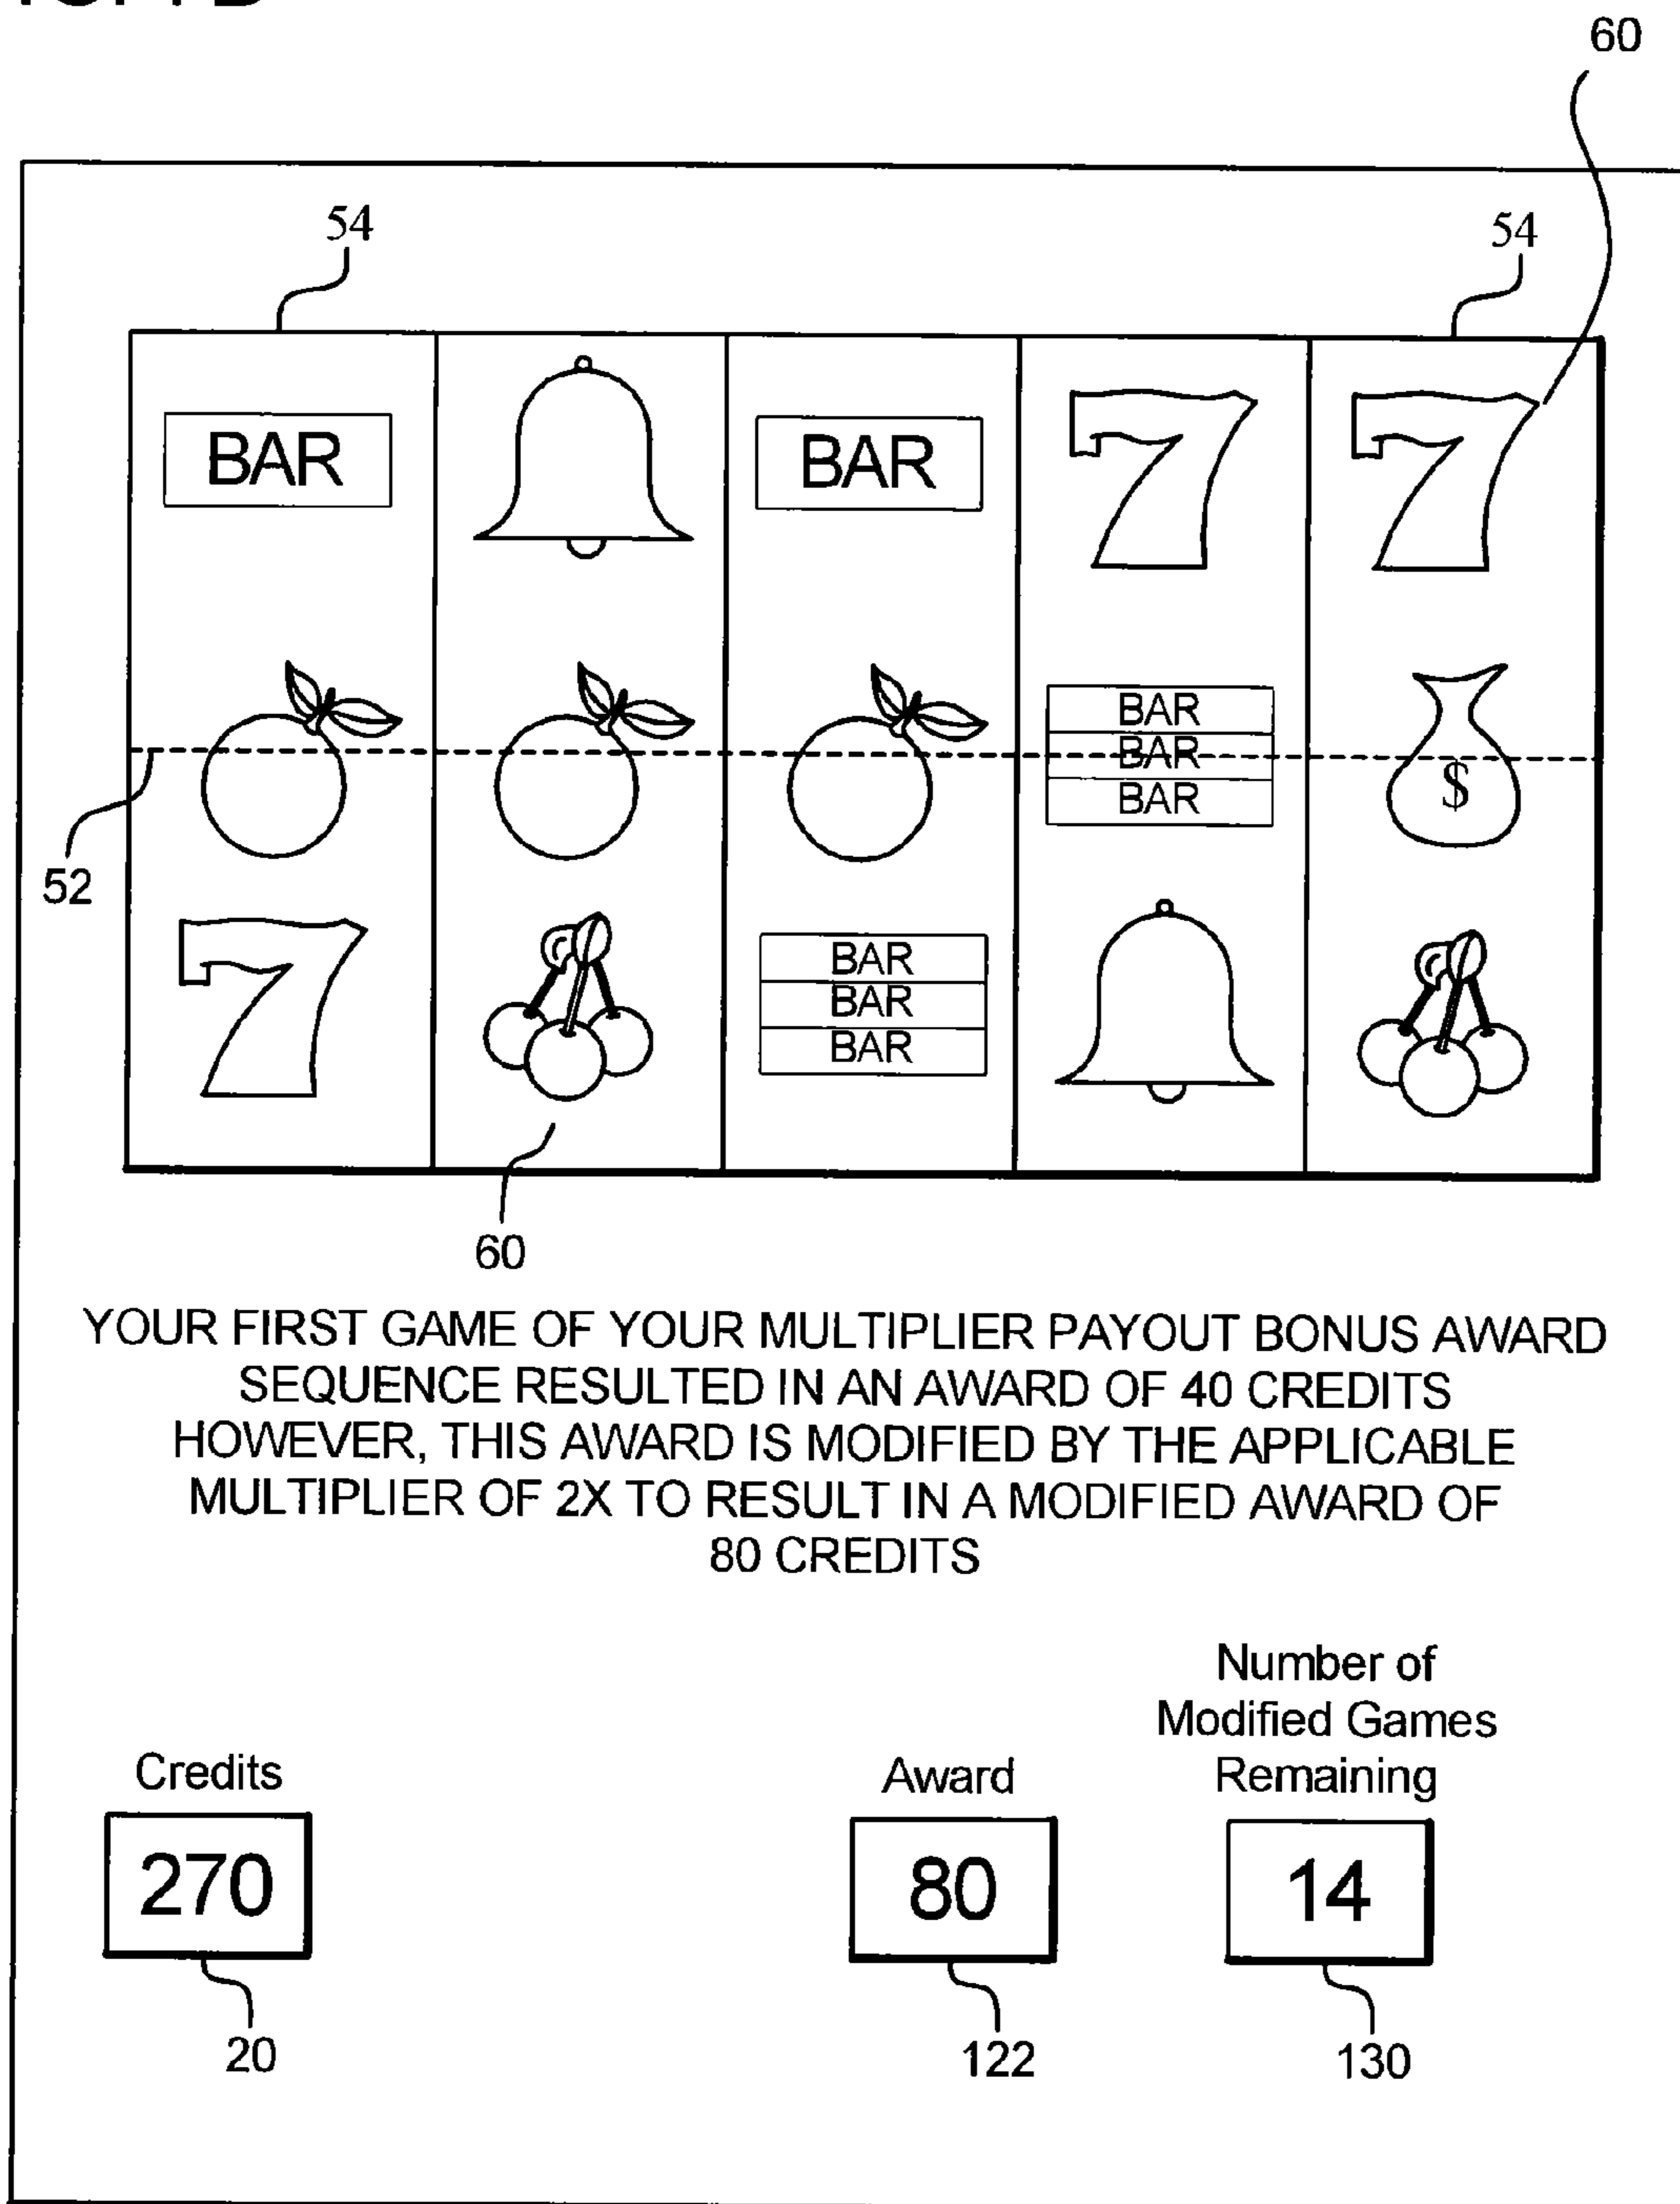 60
54 54
BAR BAR 7 7
BAR
BAR
BAR
$
52
7
BAR
BAR
BAR
60
YOUR FIRST GAME OF YOUR MULTIPLIER PAYOUT BONUS AWARD
SEQUENCE RESULTED IN AN AWARD OF 40 CREDITS
HOWEVER, THIS AWARD IS MODIFIED BY THE APPLICABLE
MULTIPLIER OF 2X TO RESULT IN A MODIFIED AWARD OF
80 CREDITS
Credits
270
20
Award
80
122
Number of
Modified Games
Remaining
14
130